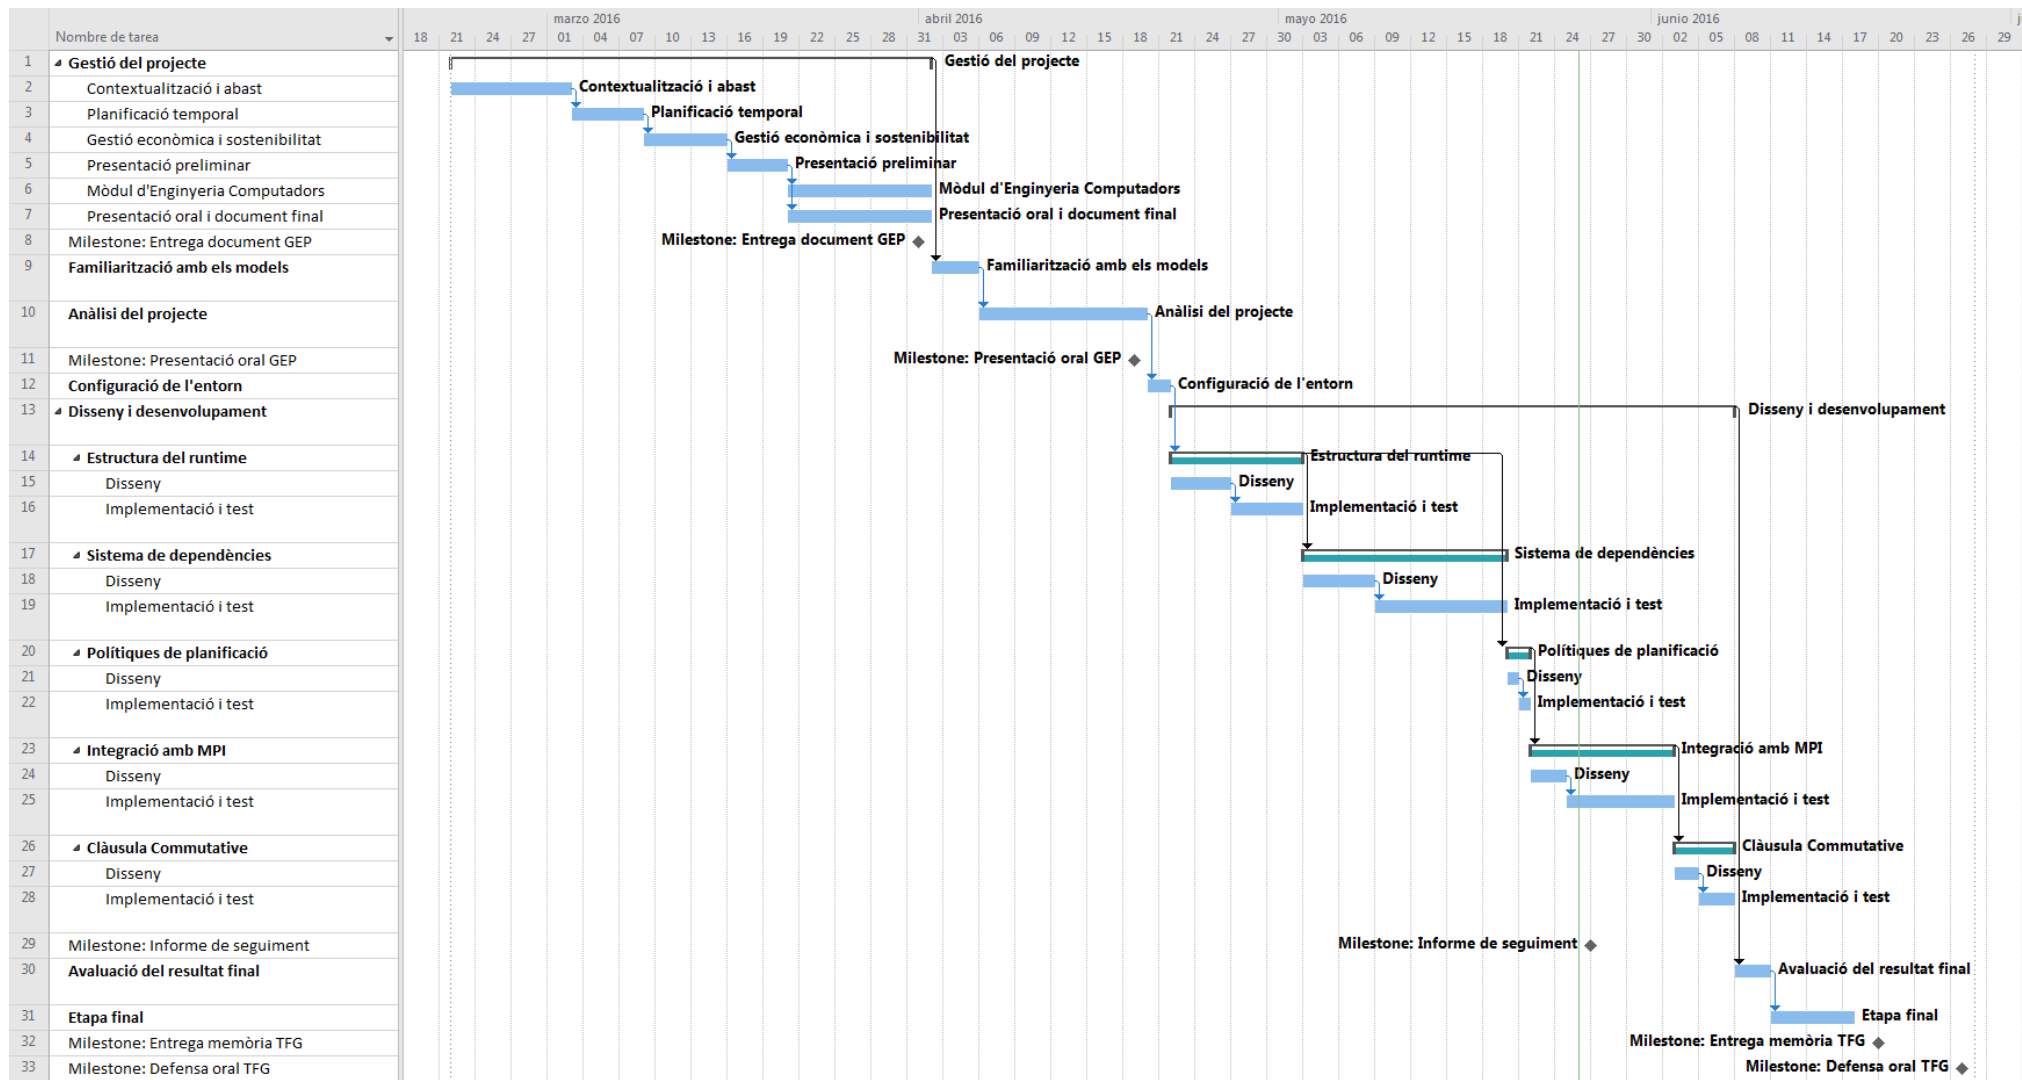 marzo 2016 abril 2016 mayo 2016 junio 2016
Nombre de tarea 18 21 24 27 01 04 07 10 13 16 19 22 25 28 31 03 06 09 12 15 18 21 24 27 30 03 06 09 12 15 18 21 24 27 30 02 05 08 11 14 17 20 23 26 29
1 Gestió del projecte Gestió del projecte
2 Contextualització i abast Contextualització i abast
3 Planificació temporal Planificació temporal
4 Gestió econòmica i sostenibilitat Gestió econòmica i sostenibilitat
5 Presentació preliminar Presentació preliminar
6 Mòdul d'Enginyeria Computadors Mòdul d'Enginyeria Computadors
7 Presentació oral i document final Presentació oral i document final
8 Milestone: Entrega document GEP Milestone: Entrega document GEP
9 Familiarització amb els models Familiarització amb els models
10 Anàlisi del projecte Anàlisi del projecte
11 Milestone: Presentació oral GEP Milestone: Presentació oral GEP
12 Configuració de l'entorn Configuració de l'entorn
13 Disseny i desenvolupament Disseny i desenvolupament
14 Estructura del runtime Estructura del runtime
15 Disseny Disseny
16 Implementació i test Implementació i test
17 Sistema de dependències Sistema de dependències
18 Disseny Disseny
19 Implementació i test Implementació i test
20 Polítiques de planificació Polítiques de planificació
21 Disseny Disseny
22 Implementació i test Implementació i test
23 Integració amb MPI Integració amb MPI
24 Disseny Disseny
25 Implementació i test Implementació i test
26 Clàusula Commutative Clàusula Commutative
27 Disseny Disseny
28 Implementació i test Implementació i test
29 Milestone: Informe de seguiment Milestone: Informe de seguiment
30 Avaluació del resultat final Avaluació del resultat final
31 Etapa final Etapa final
32 Milestone: Entrega memòria TFG Milestone: Entrega memòria TFG
33 Milestone: Defensa oral TFG Milestone: Defensa oral TFG